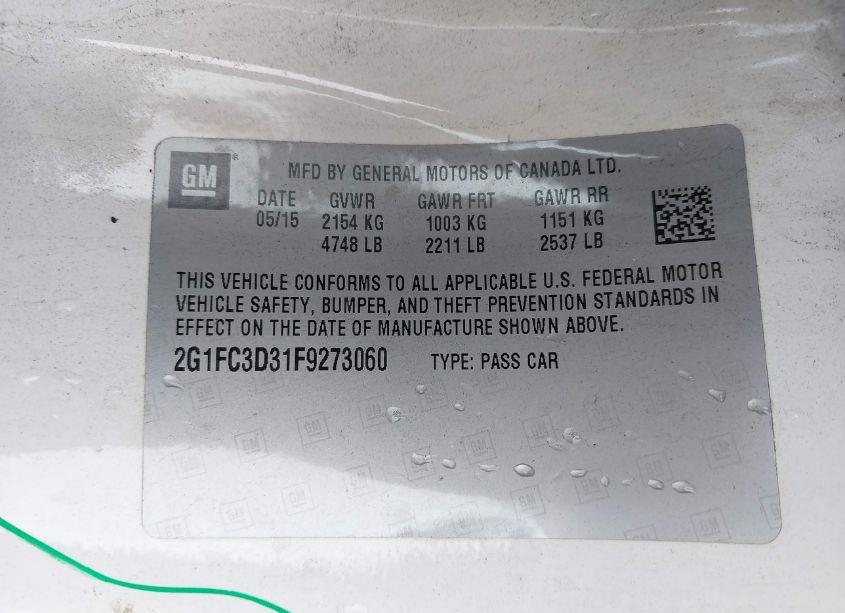 GM
MFD BY GENERAL MOTORS OF CANADA LTD.
DATE GVWR GAWR FRT GAWR RR
05/15 2154 KG 1003 KG 1151 KG
4748 LB 2211 LB 2537 LB
THIS VEHICLE CONFORMS TO ALL APPLICABLE U.S. FEDERAL MOTOR
VEHICLE SAFETY, BUMPER, AND THEFT PREVENTION STANDARDS IN
EFFECT ON THE DATE OF MANUFACTURE SHOWN ABOVE.
2G1FC3D31F9273060 TYPE: PASS CAR